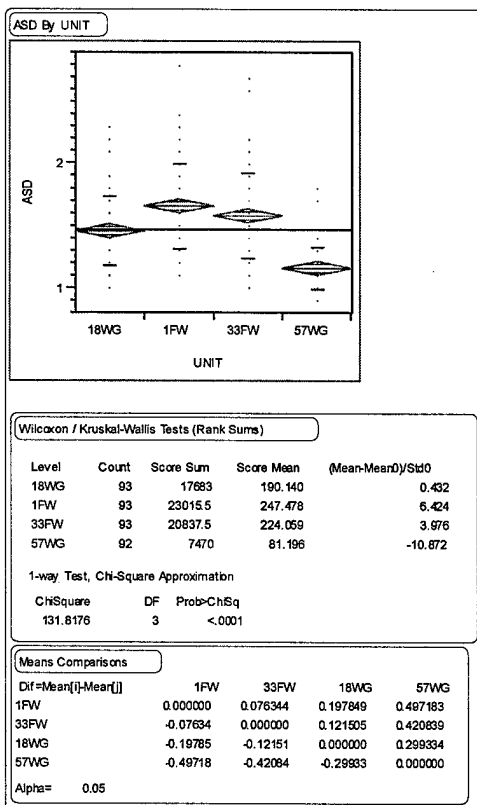 ASD By UNIT
2
ASD
1
18WG 1FW 33FW 57WG
UNIT
Wilcoxon / Kruskal-Wallis Tests (Rank Sums)
Level Count Score Sum Score Mean (Mean-Mean0)/Std0
18WG 93 17683 190.140 0.432
1FW 93 23015.5 247.478 6.424
33FW 93 20837.5 224.059 3.976
57WG 92 7470 81.196 -10.872
1-way Test, Chi-Square Approximation
ChiSquare DF Prob>ChiSq
131.8176 3 <.0001
Means Comparisons
Dif=Mean[i]-Mean[j] 1FW 33FW 18WG 57WG
1FW 0.000000 0.076344 0.197849 0.497183
33FW -0.07634 0.000000 0.121505 0.420839
18WG -0.19785 -0.12151 0.000000 0.299334
57WG -0.49718 -0.42084 -0.29933 0.000000
Alpha= 0.05